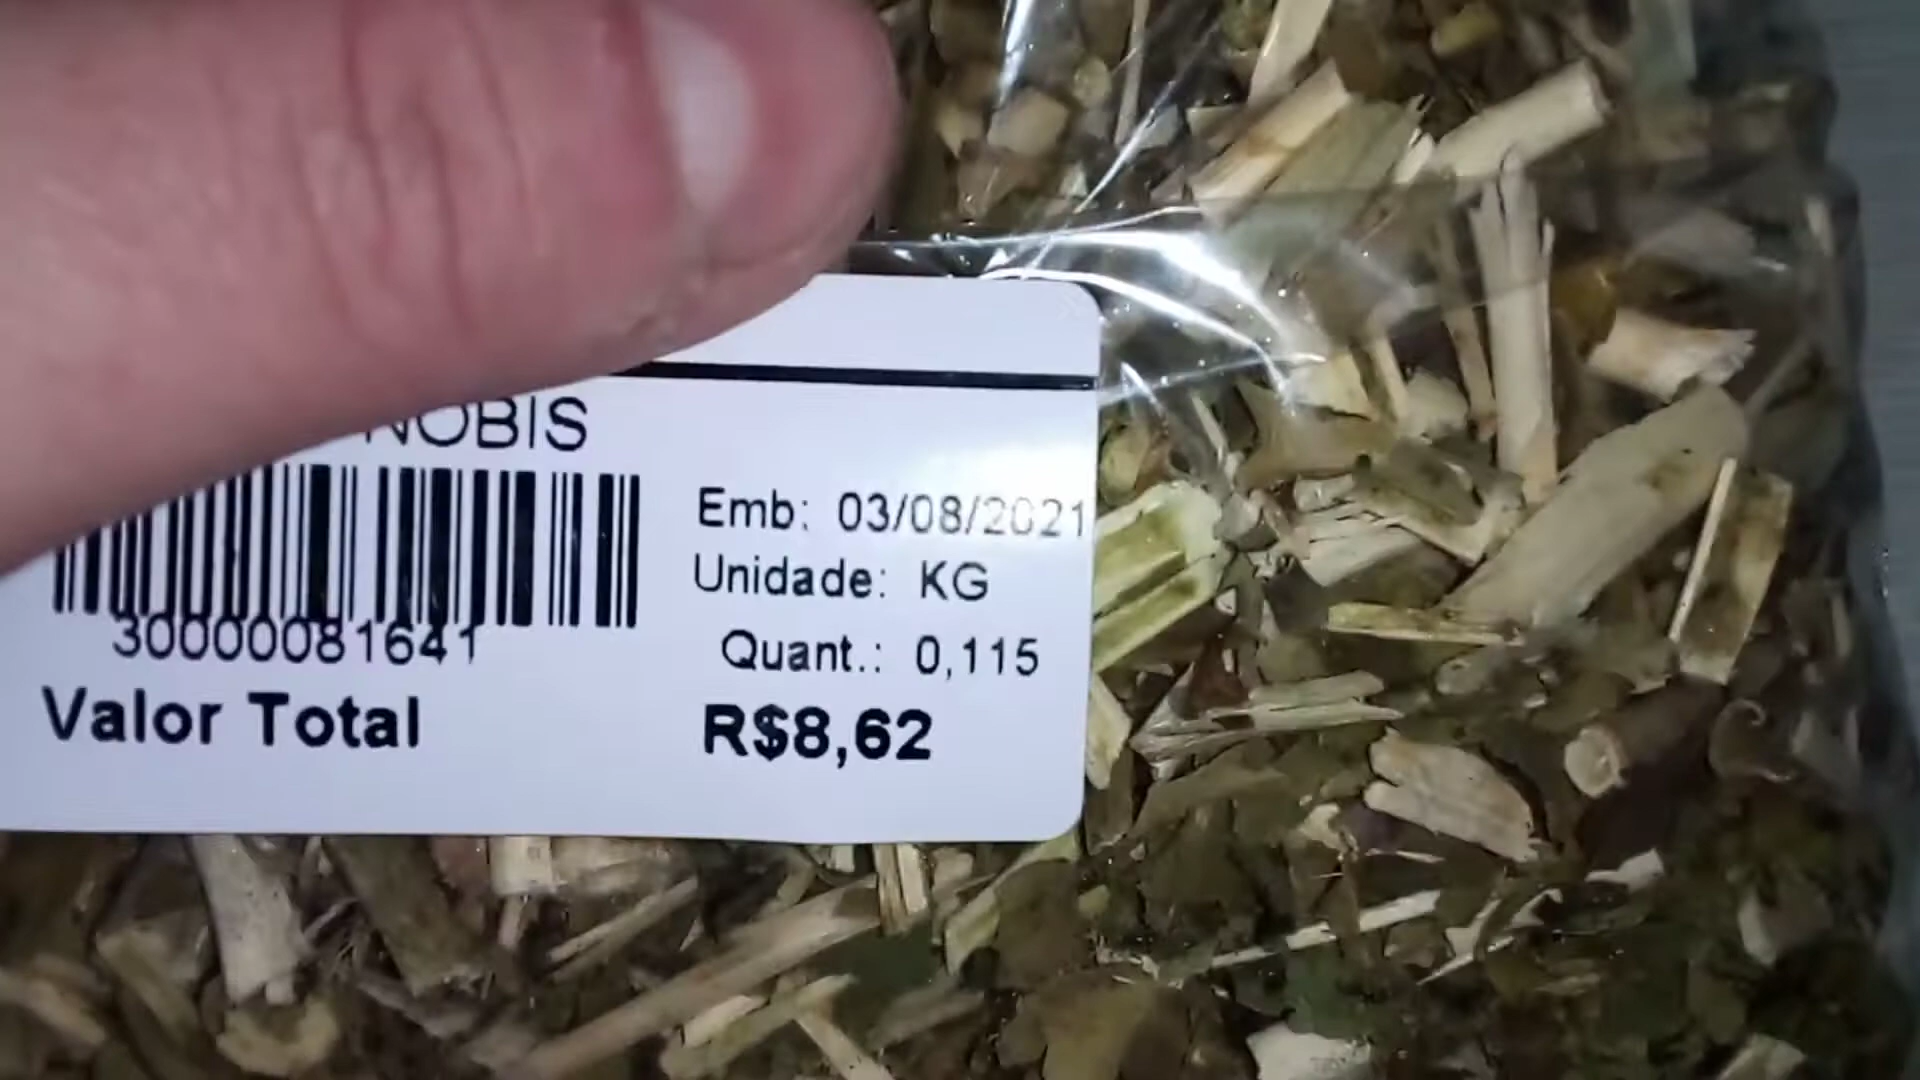 NOBIS
Emb: 03/08/2021
Unidade: KG
30000081641
Quant.: 0,115
Valor Total R$8,62